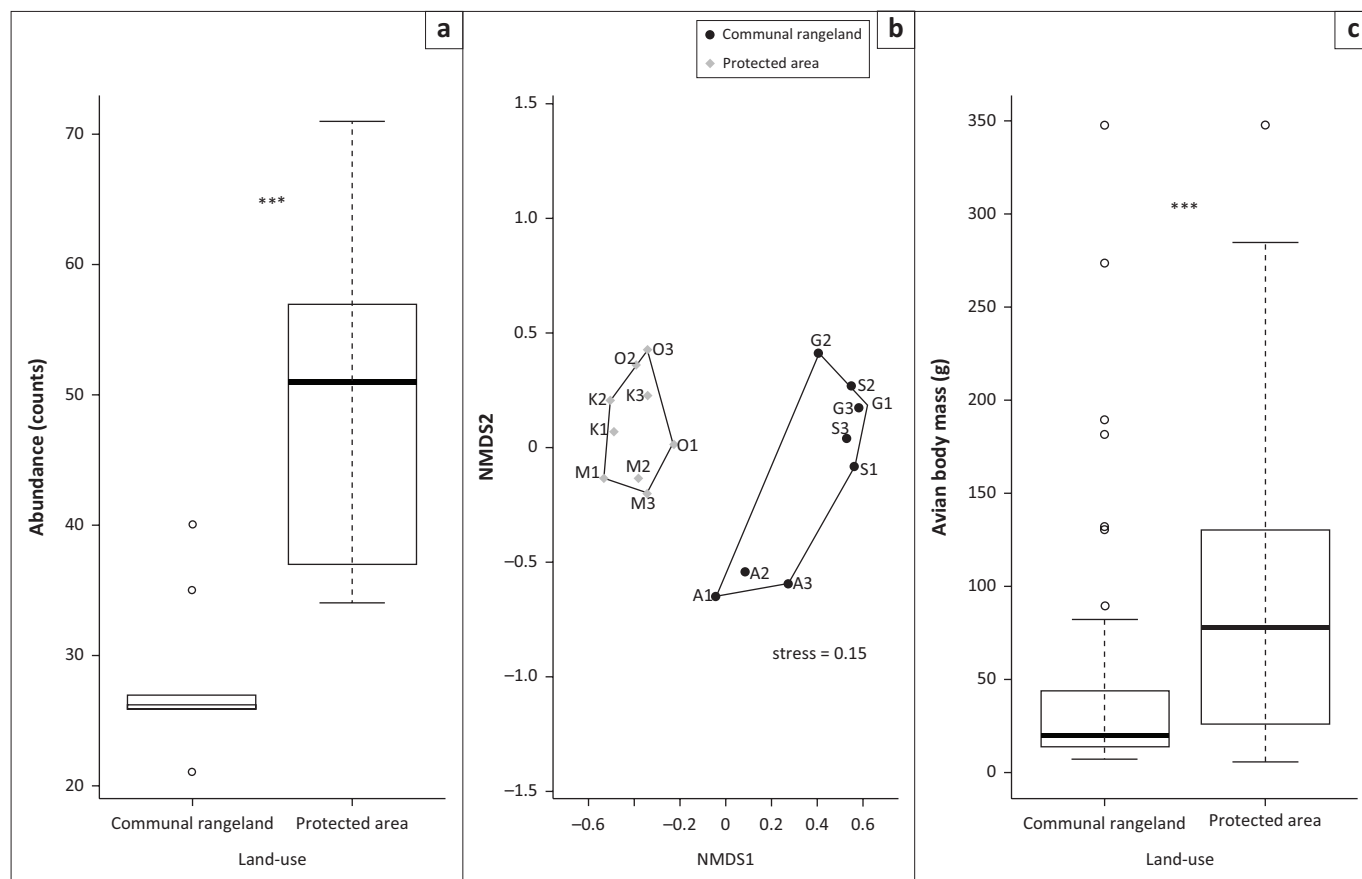 a
Abundance (counts)
70
60
50
40
30
20
***
Communal rangeland
Protected area
Land-use
b
Communal rangeland
Protected area
NMDS2
1.5
1.0
0.5
0
−0.5
−1.0
−1.5
O3
O2
K2
K3
K1
O1
M2
M1
M3
G2
S2
G3
G1
S3
S1
A2
A3
A1
stress = 0.15
−0.6
−0.2
0
0.2
0.4
0.6
NMDS1
c
Avian body mass (g)
350
300
250
200
150
100
50
0
***
Communal rangeland
Protected area
Land-use